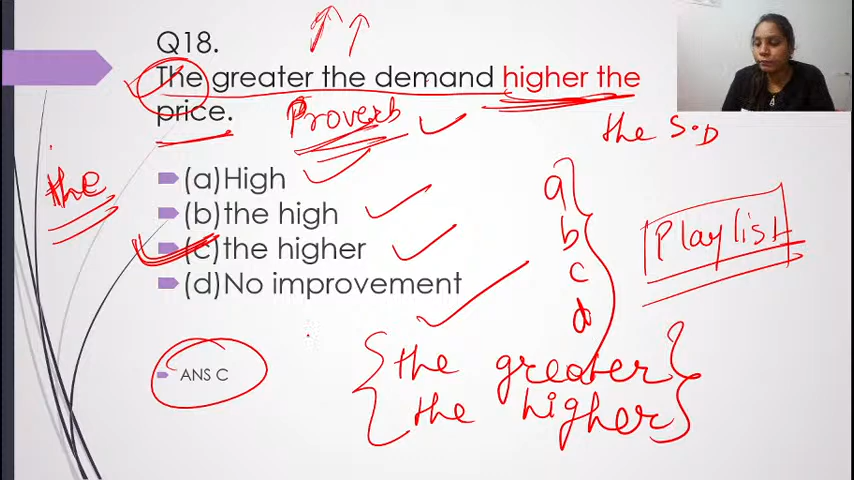 Q18.
The greater the demand higher the
price. Proverb
the S.D
the
(a)High
(b)the high
(c)the higher
(d)No improvement
a
b
c
d
Playlist
ANS C
the greater
the higher